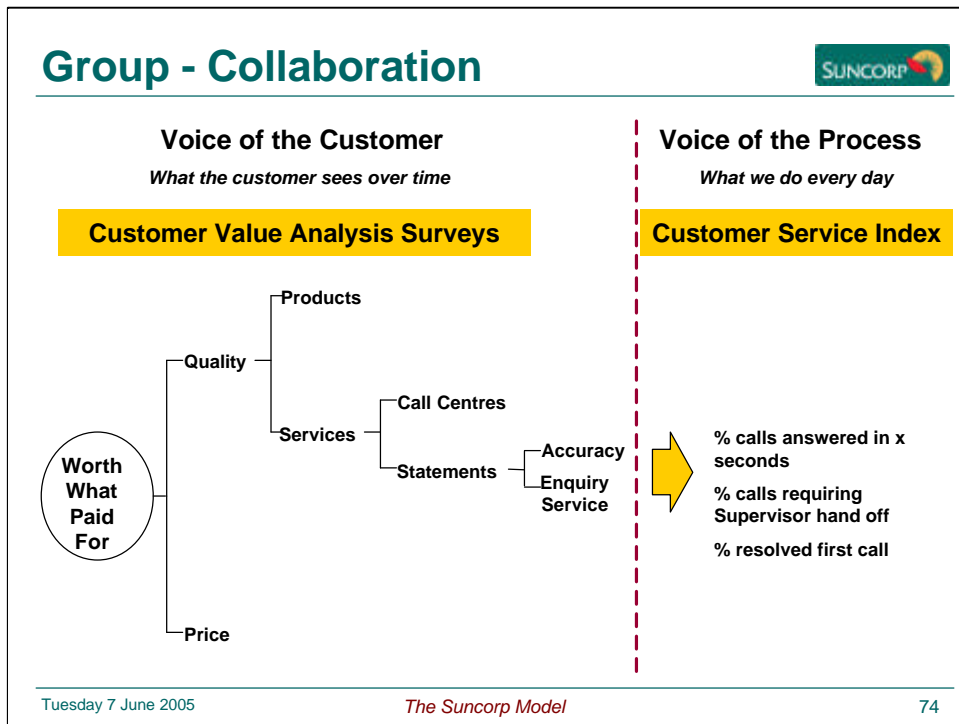 Group - Collaboration
SUNCORP
Voice of the Customer
What the customer sees over time
Customer Value Analysis Surveys
Voice of the Process
What we do every day
Customer Service Index
Products
Quality
Services
Call Centres
Statements
Accuracy
Enquiry
Service
Worth
What
Paid
For
Price
% calls answered in x
seconds
% calls requiring
Supervisor hand off
% resolved first call
Tuesday 7 June 2005
The Suncorp Model
74